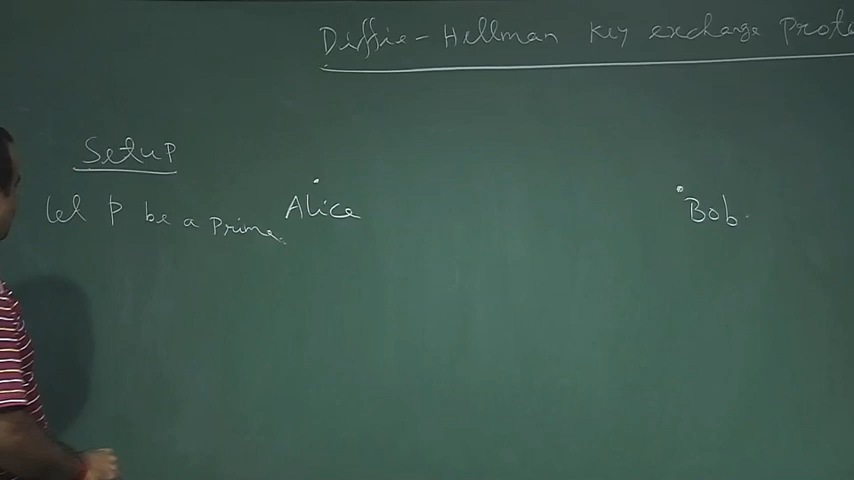 Diffie-Hellman Key exchange Proto
Setup
Let p be a prime.
Alice
Bob.